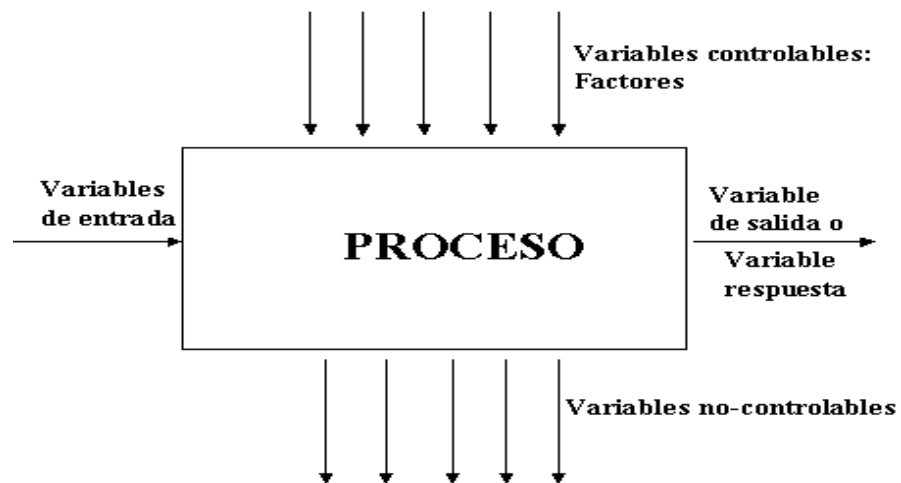 Variables controlables:
Factores
Variables
de entrada
PROCESO
Variable
de salida o
Variable
respuesta
Variables no-controlables